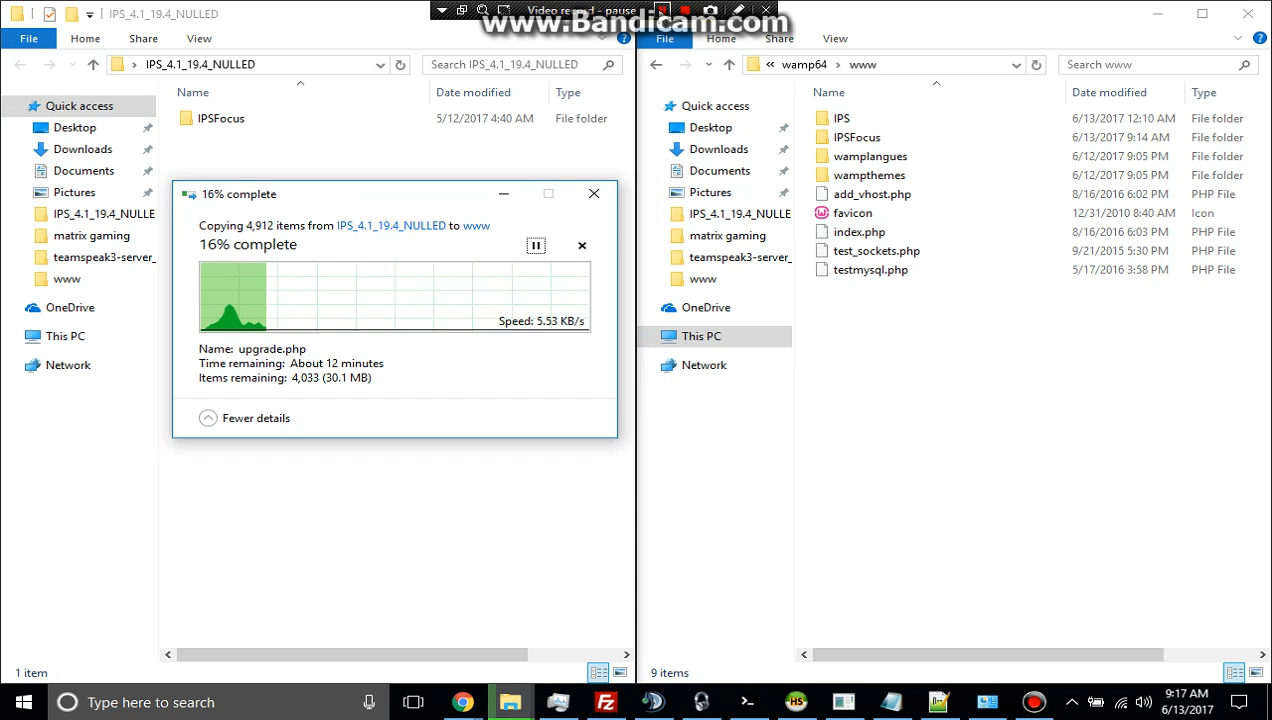 IPS_4.1_19.4_NULLED
Video record - pause
www.Bandicam.com
File Home Share View
IPS_4.1_19.4_NULLED
Search IPS_4.1_19.4_NULLED
Quick access
Desktop
Downloads
Documents
Pictures
IPS_4.1_19.4_NULLE
matrix gaming
teamspeak3-server_
www
OneDrive
This PC
Network
Name Date modified Type
IPSFocus 5/12/2017 4:40 AM File folder
16% complete
Copying 4,912 items from IPS_4.1_19.4_NULLED to www
16% complete
Speed: 5.53 KB/s
Name: upgrade.php
Time remaining: About 12 minutes
Items remaining: 4,033 (30.1 MB)
Fewer details
1 item
File Home Share View
« wamp64 www
Search www
Quick access
Desktop
Downloads
Documents
Pictures
IPS_4.1_19.4_NULLE
matrix gaming
teamspeak3-server_
www
OneDrive
This PC
Network
Name Date modified Type
IPS 6/13/2017 12:10 AM File folder
IPSFocus 6/13/2017 9:14 AM File folder
wamplangues 6/12/2017 9:05 PM File folder
wampthemes 6/12/2017 9:05 PM File folder
add_vhost.php 8/16/2016 6:02 PM PHP File
favicon 12/31/2010 8:40 AM Icon
index.php 8/16/2016 6:03 PM PHP File
test_sockets.php 9/21/2015 5:30 PM PHP File
testmysql.php 5/17/2016 3:58 PM PHP File
9 items
Type here to search
HS
9:17 AM
6/13/2017